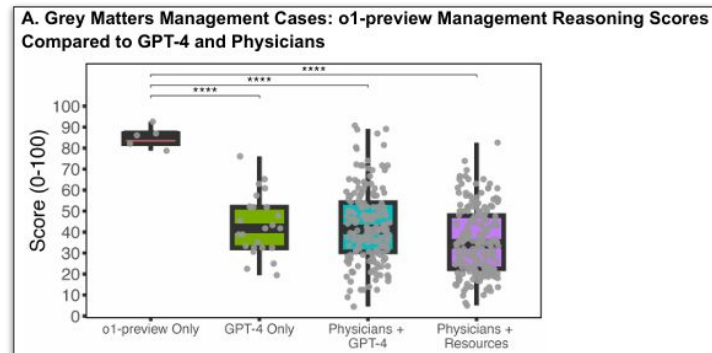 A. Grey Matters Management Cases: o1-preview Management Reasoning Scores
Compared to GPT-4 and Physicians
****
****
****
100
90
80
70
60
50
40
30
20
10
0
Score (0-100)
o1-preview Only
GPT-4 Only
Physicians +
GPT-4
Physicians +
Resources